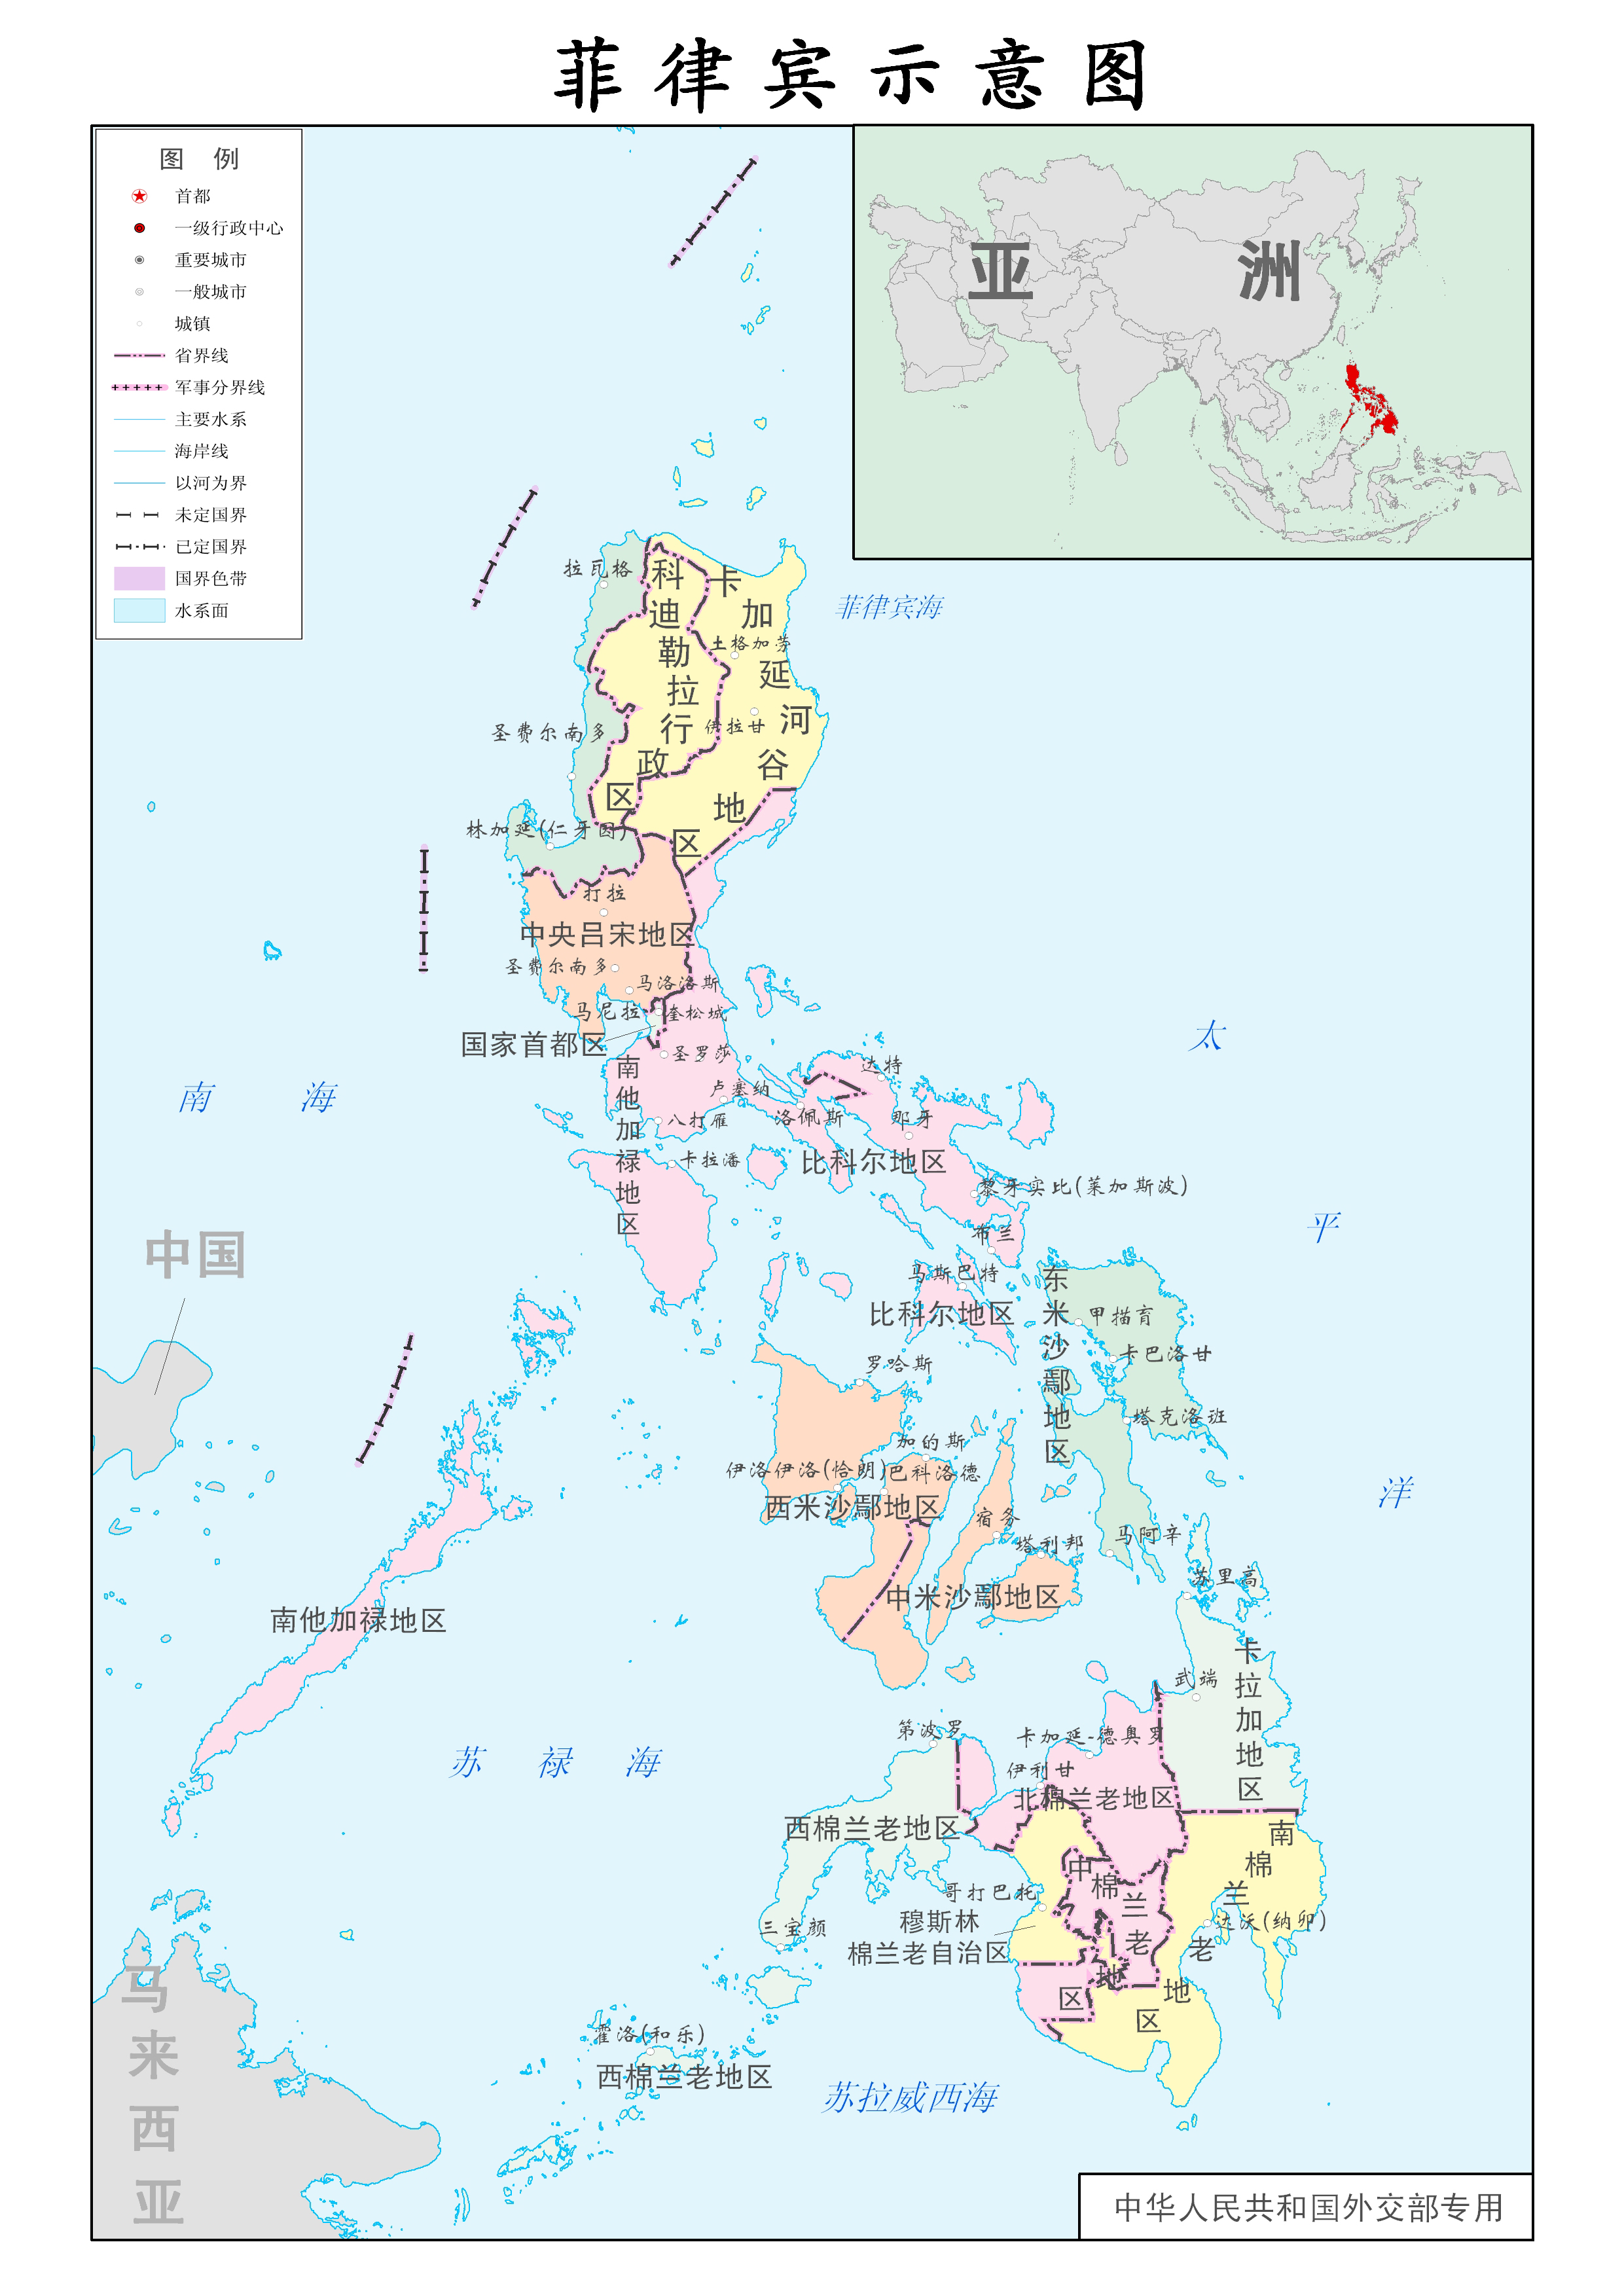 菲律宾示意图
图 例
首都
一级行政中心
重要城市
一般城市
城镇
省界线
军事分界线
主要水系
海岸线
以河为界
未定国界
已定国界
国界色带
水系面
亚 洲
菲律宾海
拉瓦格
科迪勒拉行政区
卡加延河谷地区
土格加劳
伊拉甘
圣费尔南多
林加延(仁牙因)
打拉
中央吕宋地区
圣费尔南多
马洛洛斯
马尼拉
奎松城
国家首都区
圣罗莎
南他加禄地区
卢塞纳
八打雁
卡拉潘
达特
洛佩斯
那牙
比科尔地区
黎牙实比(莱加斯波)
布兰
马斯巴特
比科尔地区
南 海
太平洋
中国
东米沙鄢地区
甲描育
卡巴洛甘
塔克洛班
罗哈斯
加的斯
伊洛伊洛(恰朗)
巴科洛德
西米沙鄢地区
宿务
塔利邦
马阿辛
中米沙鄢地区
苏里高
南他加禄地区
卡拉加地区
武端
苏 禄 海
第波罗
卡加延-德奥罗
伊利甘
北棉兰老地区
西棉兰老地区
南棉兰老地区
中棉兰老地区
哥打巴托
穆斯林
棉兰老自治区
达沃(纳卯)
三宝颜
霍洛(和乐)
西棉兰老地区
苏拉威西海
马来西亚
中华人民共和国外交部专用